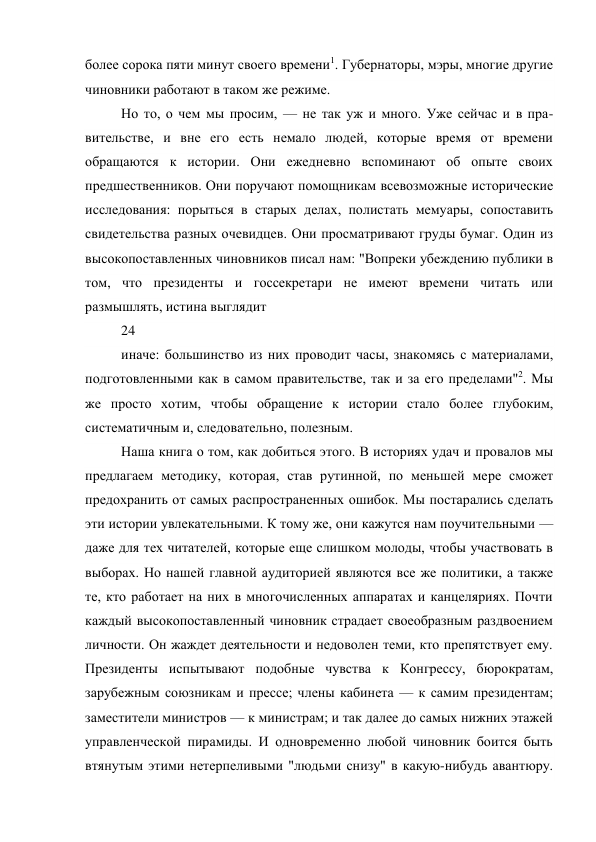 более сорока пяти минут своего времени¹. Губернаторы, мэры, многие другие
чиновники работают в таком же режиме.
Но то, о чем мы просим, — не так уж и много. Уже сейчас и в пра-
вительстве, и вне его есть немало людей, которые время от времени
обращаются к истории. Они ежедневно вспоминают об опыте своих
предшественников. Они поручают помощникам всевозможные исторические
исследования: порыться в старых делах, полистать мемуары, сопоставить
свидетельства разных очевидцев. Они просматривают груды бумаг. Один из
высокопоставленных чиновников писал нам: "Вопреки убеждению публики в
том, что президенты и госсекретари не имеют времени читать или
размышлять, истина выглядит
24
иначе: большинство из них проводит часы, знакомясь с материалами,
подготовленными как в самом правительстве, так и за его пределами"². Мы
же просто хотим, чтобы обращение к истории стало более глубоким,
систематичным и, следовательно, полезным.
Наша книга о том, как добиться этого. В историях удач и провалов мы
предлагаем методику, которая, став рутинной, по меньшей мере сможет
предохранить от самых распространенных ошибок. Мы постарались сделать
эти истории увлекательными. К тому же, они кажутся нам поучительными —
даже для тех читателей, которые еще слишком молоды, чтобы участвовать в
выборах. Но нашей главной аудиторией являются все же политики, а также
те, кто работает на них в многочисленных аппаратах и канцеляриях. Почти
каждый высокопоставленный чиновник страдает своеобразным раздвоением
личности. Он жаждет деятельности и недоволен теми, кто препятствует ему.
Президенты испытывают подобные чувства к Конгрессу, бюрократам,
зарубежным союзникам и прессе; члены кабинета — к самим президентам;
заместители министров — к министрам; и так далее до самых нижних этажей
управленческой пирамиды. И одновременно любой чиновник боится быть
втянутым этими нетерпеливыми "людьми снизу" в какую-нибудь авантюру.